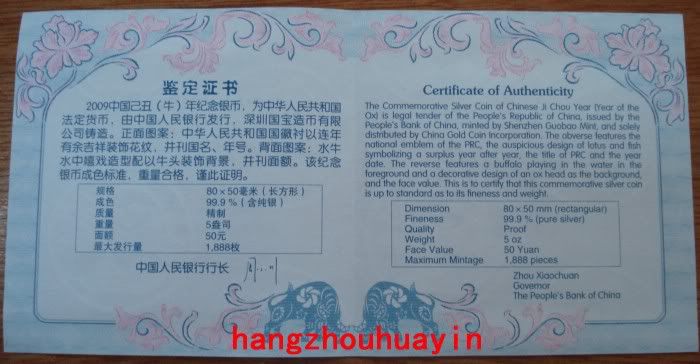 鉴定证书
2009中国己丑（牛）年纪念银币，为中华人民共和国
法定货币，由中国人民银行发行，深圳国宝造币有限
公司铸造。正面图案：中华人民共和国国徽衬以连年
有余吉祥装饰花纹，并刊国名、年号。背面图案：水牛
水中嬉戏造型配以牛头装饰背景，并刊面额。该纪念
银币成色标准，重量合格，谨此证明。
规格 80×50毫米（长方形）
成色 99.9%（含纯银）
质量 精制
重量 5盎司
面额 50元
最大发行量 1,888枚
中国人民银行行长
Certificate of Authenticity
The Commemorative Silver Coin of Chinese Ji Chou Year (Year of the
Ox) is legal tender of the People's Republic of China, issued by the
People's Bank of China, minted by Shenzhen Guobao Mint, and solely
distributed by China Gold Coin Incorporation. The obverse features the
national emblem of the PRC, the auspicious design of lotus and fish
symbolizing a surplus year after year, the title of PRC and the year
date. The reverse features a buffalo playing in the water in the
foreground and a decorative design of an ox head as the background,
and the face value. This is to certify that this commemorative silver coin
is up to standard as to its fineness and weight.
Dimension 80×50 mm (rectangular)
Fineness 99.9 % (pure silver)
Quality Proof
Weight 5 oz
Face Value 50 Yuan
Maximum Mintage 1,888 pieces
Zhou Xiaochuan
Governor
The People's Bank of China
hangzhouhuayin